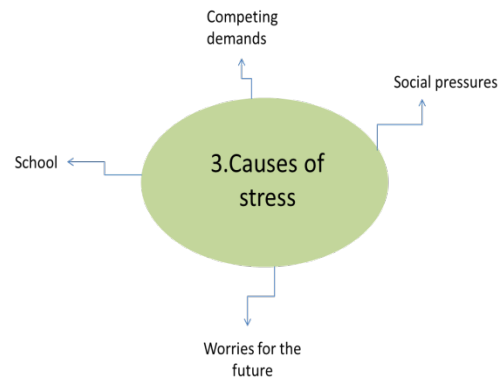 Competing
demands
Social pressures
3.Causes of
stress
School
Worries for the
future